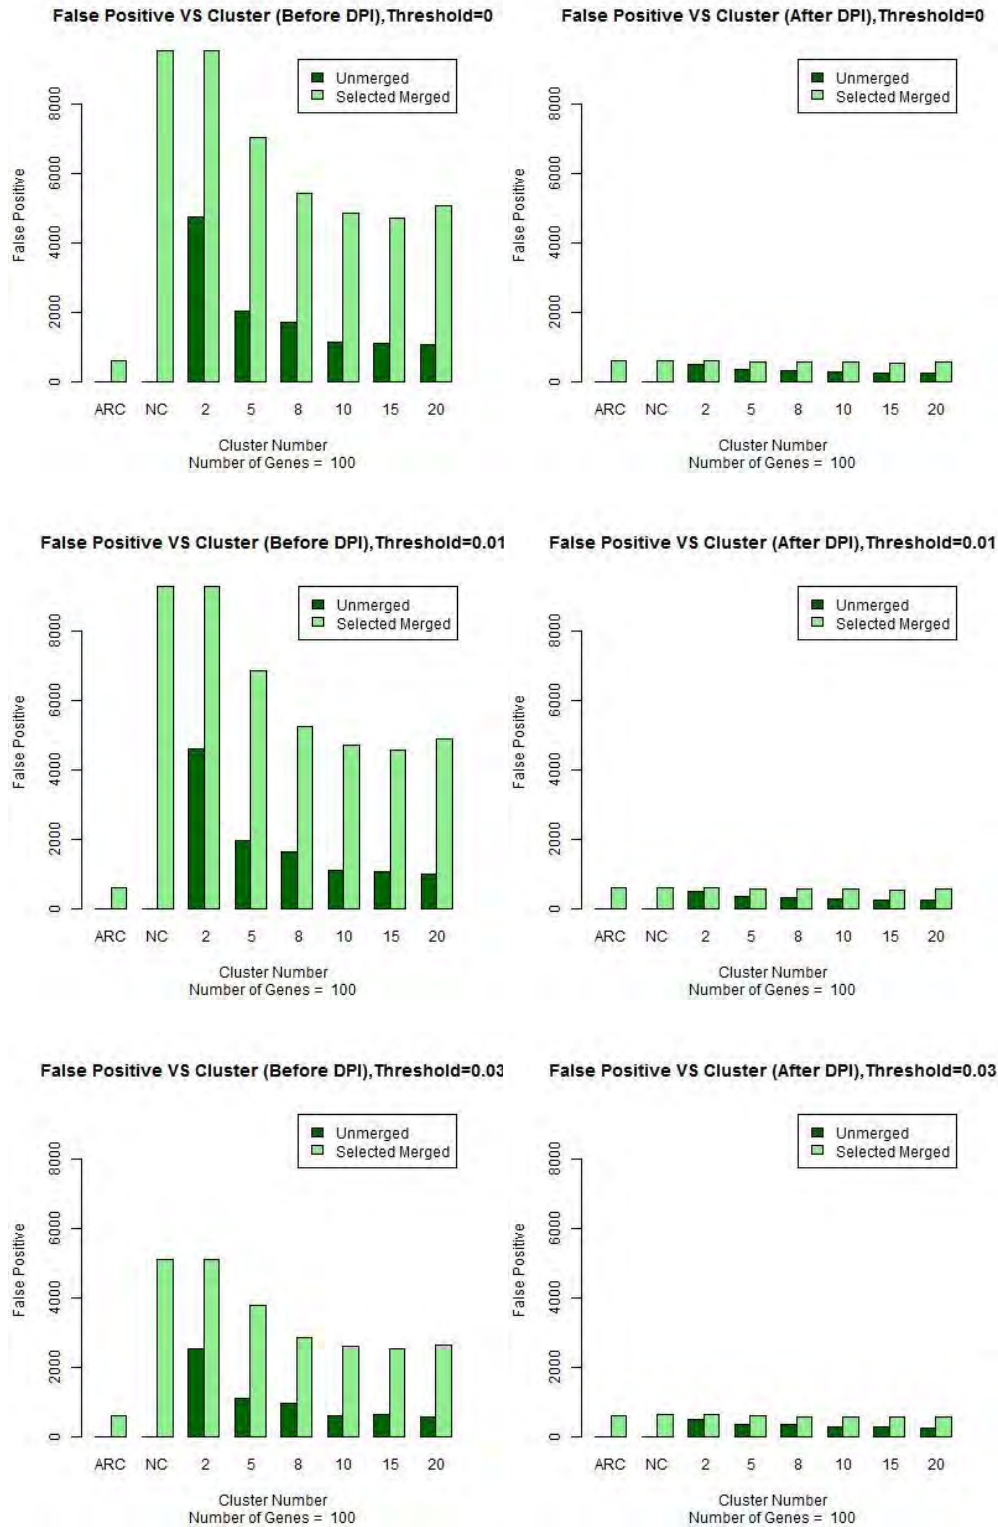 False Positive VS Cluster (Before DPI),Threshold=0
Unmerged
Selected Merged
False Positive
0 2000 4000 6000 8000
ARC NC 2 5 8 10 15 20
Cluster Number
Number of Genes = 100
False Positive VS Cluster (After DPI),Threshold=0
Unmerged
Selected Merged
False Positive
0 2000 4000 6000 8000
ARC NC 2 5 8 10 15 20
Cluster Number
Number of Genes = 100
False Positive VS Cluster (Before DPI),Threshold=0.01
Unmerged
Selected Merged
False Positive
0 2000 4000 6000 8000
ARC NC 2 5 8 10 15 20
Cluster Number
Number of Genes = 100
False Positive VS Cluster (After DPI),Threshold=0.01
Unmerged
Selected Merged
False Positive
0 2000 4000 6000 8000
ARC NC 2 5 8 10 15 20
Cluster Number
Number of Genes = 100
False Positive VS Cluster (Before DPI),Threshold=0.03
Unmerged
Selected Merged
False Positive
0 2000 4000 6000 8000
ARC NC 2 5 8 10 15 20
Cluster Number
Number of Genes = 100
False Positive VS Cluster (After DPI),Threshold=0.03
Unmerged
Selected Merged
False Positive
0 2000 4000 6000 8000
ARC NC 2 5 8 10 15 20
Cluster Number
Number of Genes = 100